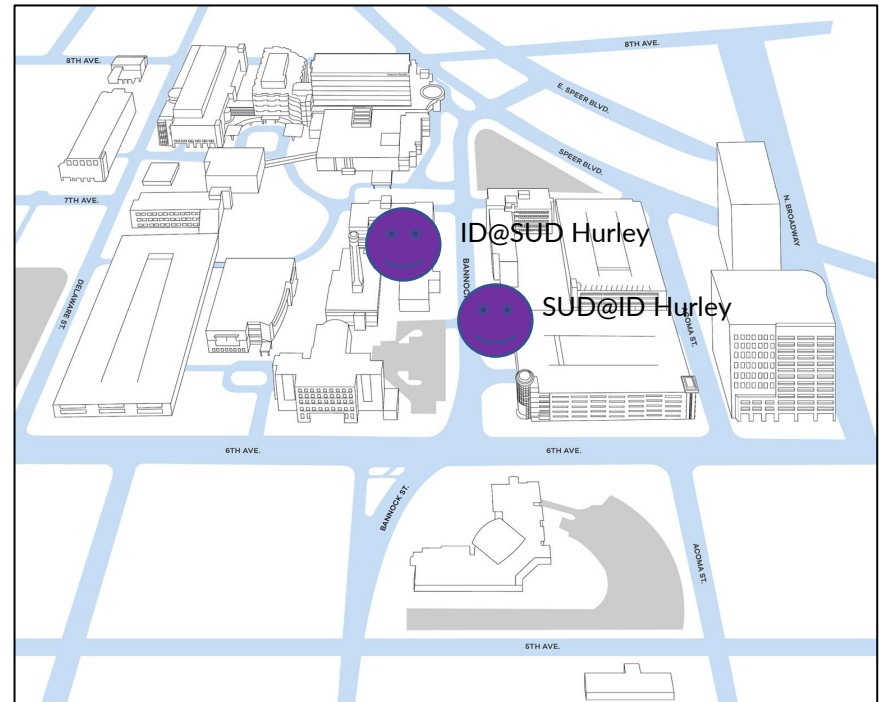 8TH AVE.
8TH AVE.
E. SPEER BLVD.
SPEER BLVD.
7TH AVE.
N. BROADWAY
ID@SUD Hurley
BANNOCK
DELAWARE ST.
SUD@ID Hurley
ACOMA ST.
6TH AVE.
6TH AVE.
BANNOCK ST.
ACOMA ST.
5TH AVE.